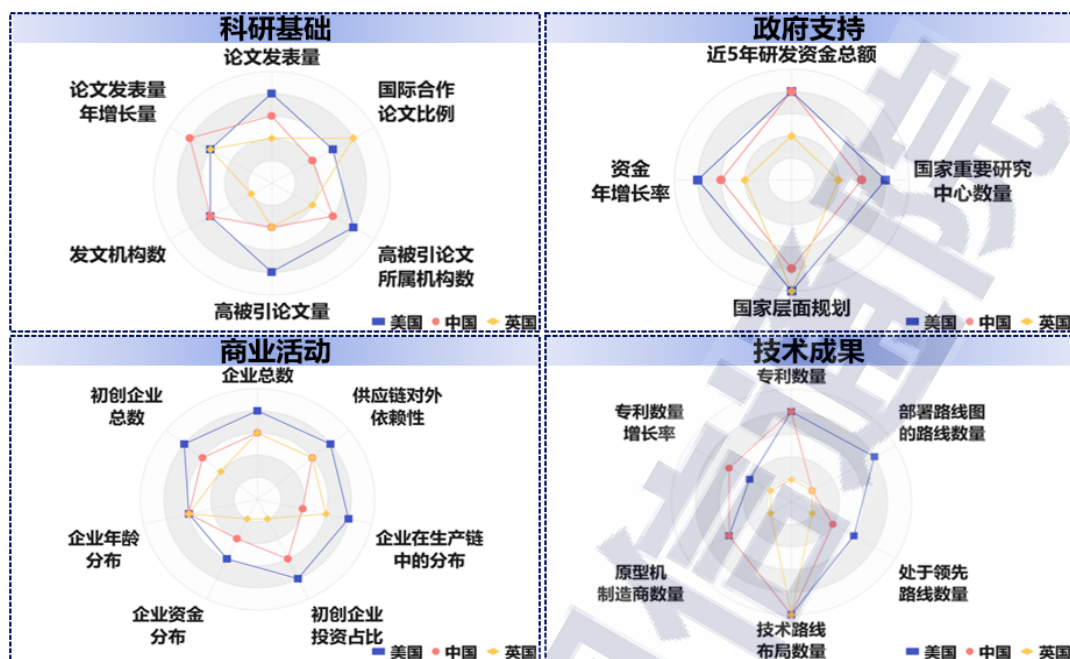 科研基础
论文发表量
论文发表量
年增长量
国际合作
论文比例
发文机构数
高被引论文
所属机构数
高被引论文量
美国 中国 英国
政府支持
近5年研发资金总额
资金
年增长率
国家重要研究
中心数量
国家层面规划
美国 中国 英国
商业活动
企业总数
初创企业
总数
供应链对外
依赖性
企业年龄
分布
企业在生产链
中的分布
企业资金
分布
初创企业
投资占比
美国 中国 英国
技术成果
专利数量
专利数量
增长率
部署路线图
的路线数量
原型机
制造商数量
处于领先
路线数量
技术路线
布局数量
美国 中国 英国